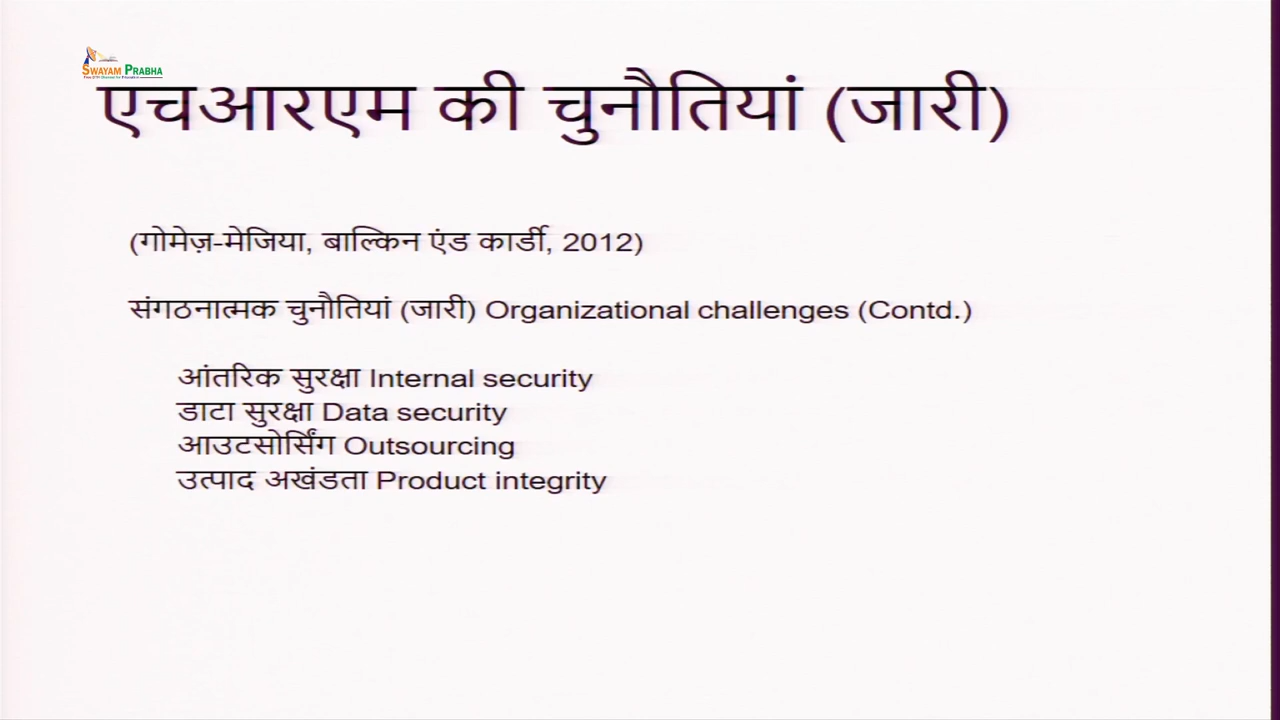 SWAYAM PRABHA
एचआरएम की चुनौतियां (जारी)
(गोमेज़-मेजिया, बाल्किन एंड कार्डी, 2012)
संगठनात्मक चुनौतियां (जारी) Organizational challenges (Contd.)
आंतरिक सुरक्षा Internal security
डाटा सुरक्षा Data security
आउटसोर्सिंग Outsourcing
उत्पाद अखंडता Product integrity